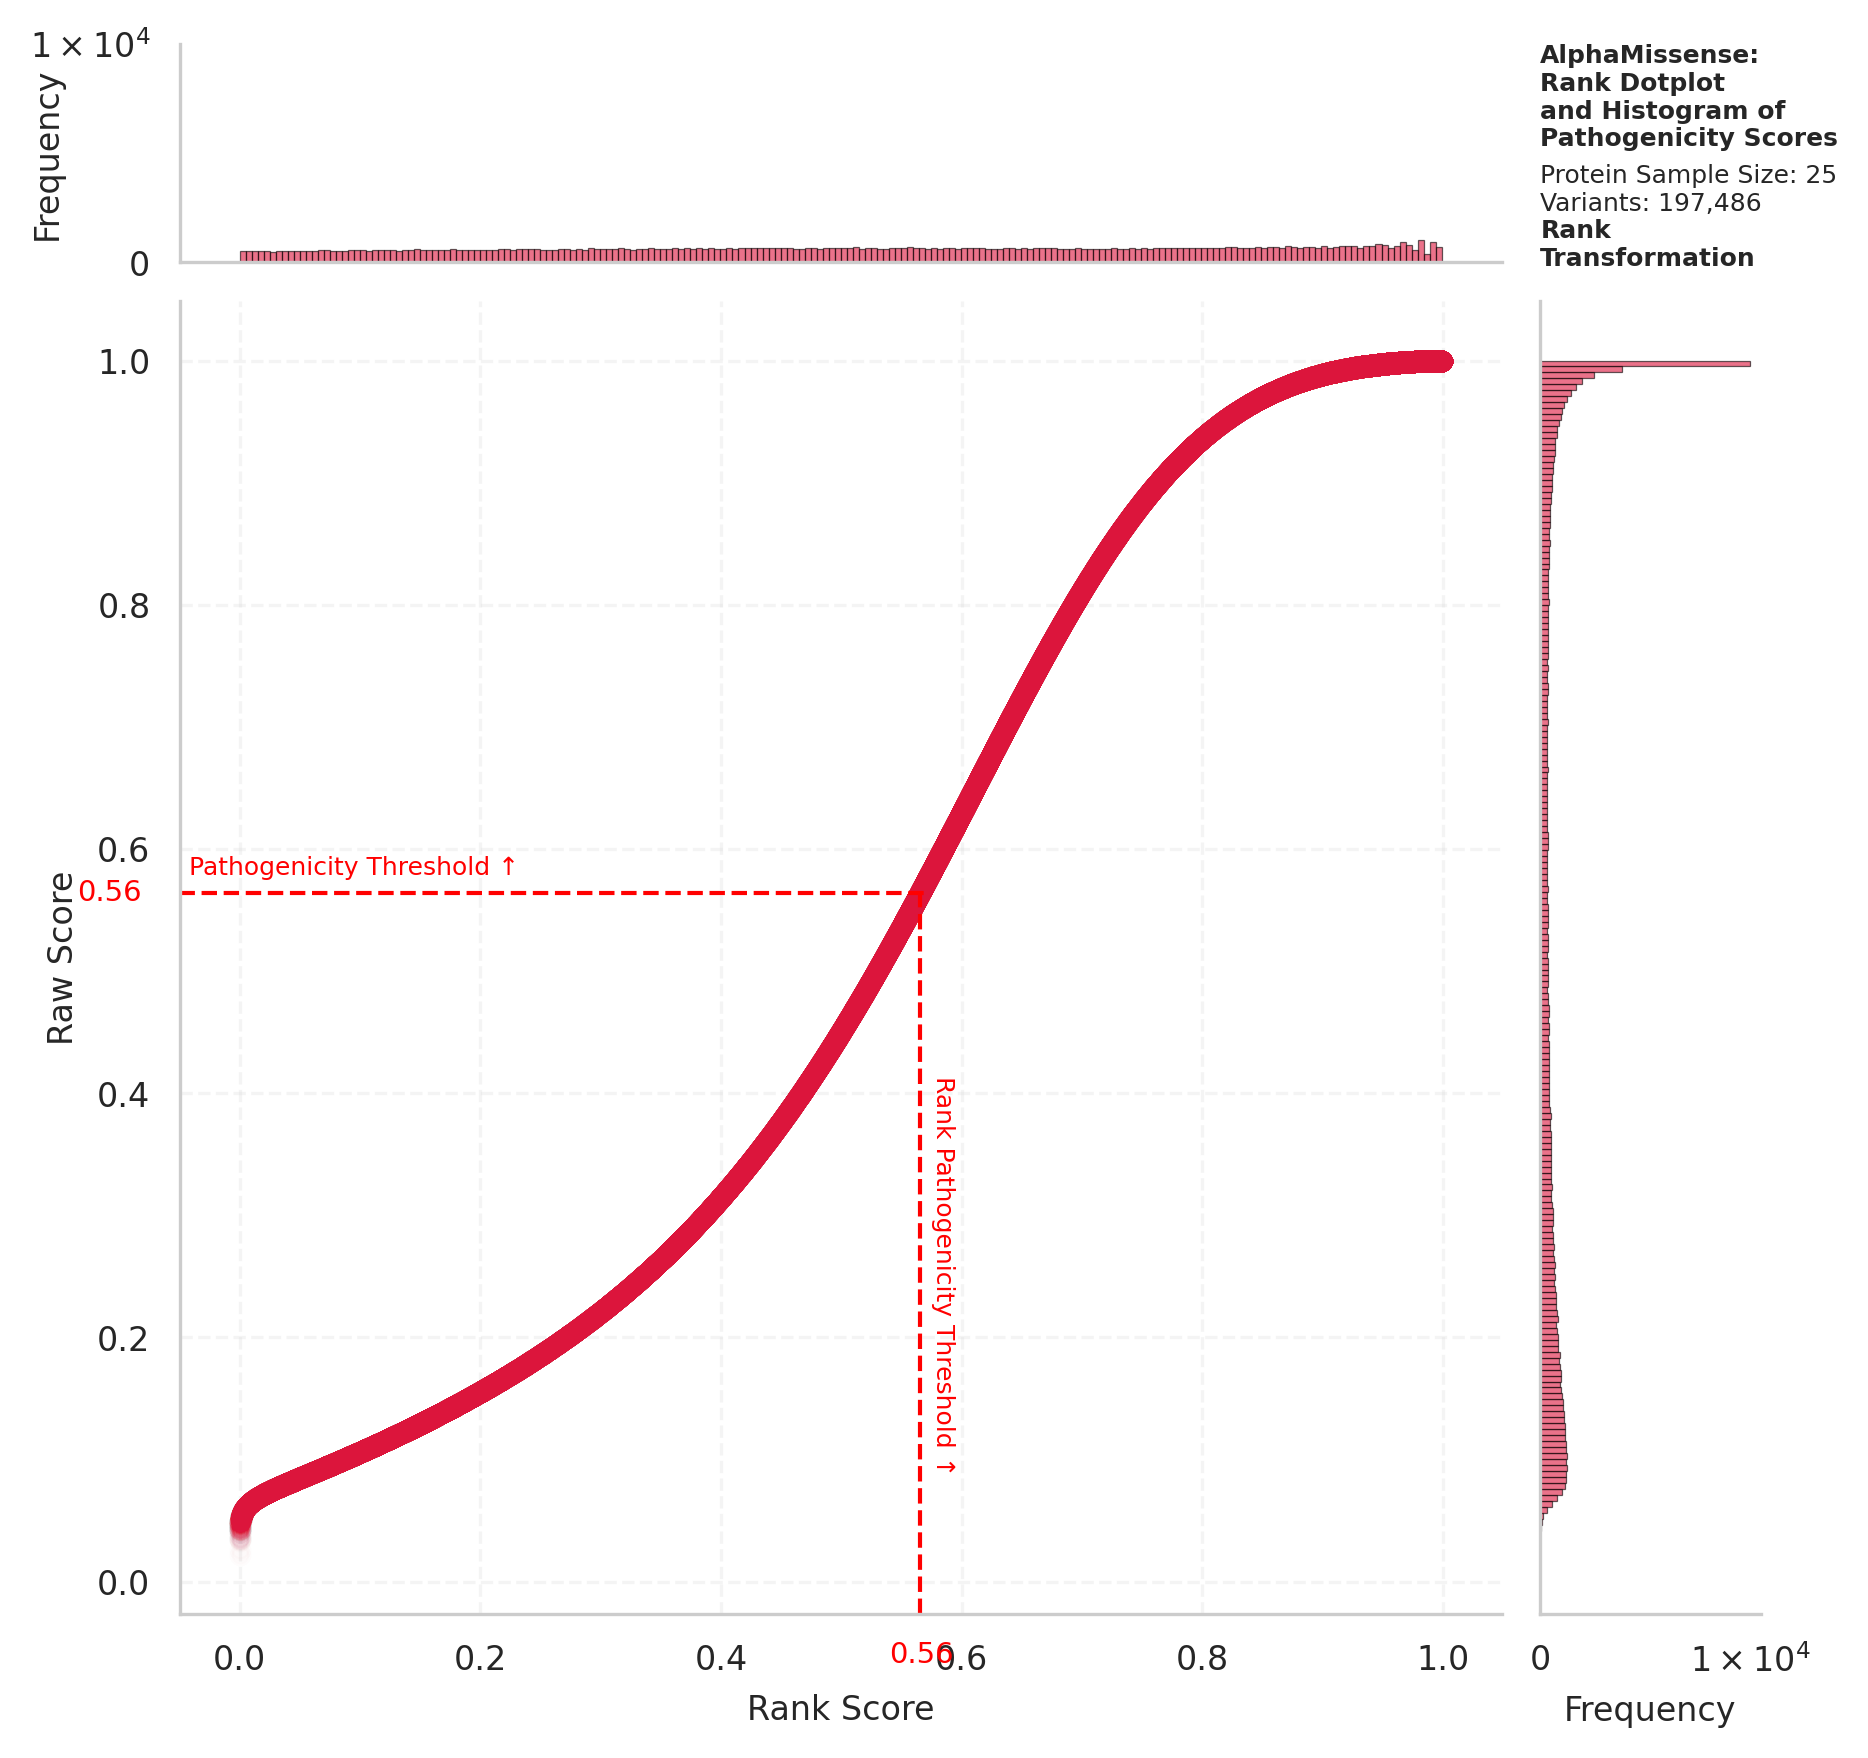 1 × 10⁴
Frequency
0
AlphaMissense:
Rank Dotplot
and Histogram of
Pathogenicity Scores
Protein Sample Size: 25
Variants: 197,486
Rank
Transformation
1.0
0.8
0.6
0.4
0.2
0.0
Raw Score
0.56
Pathogenicity Threshold ↑
Rank Pathogenicity Threshold ↑
0.0
0.2
0.4
0.56
0.6
0.8
1.0
Rank Score
0
1 × 10⁴
Frequency